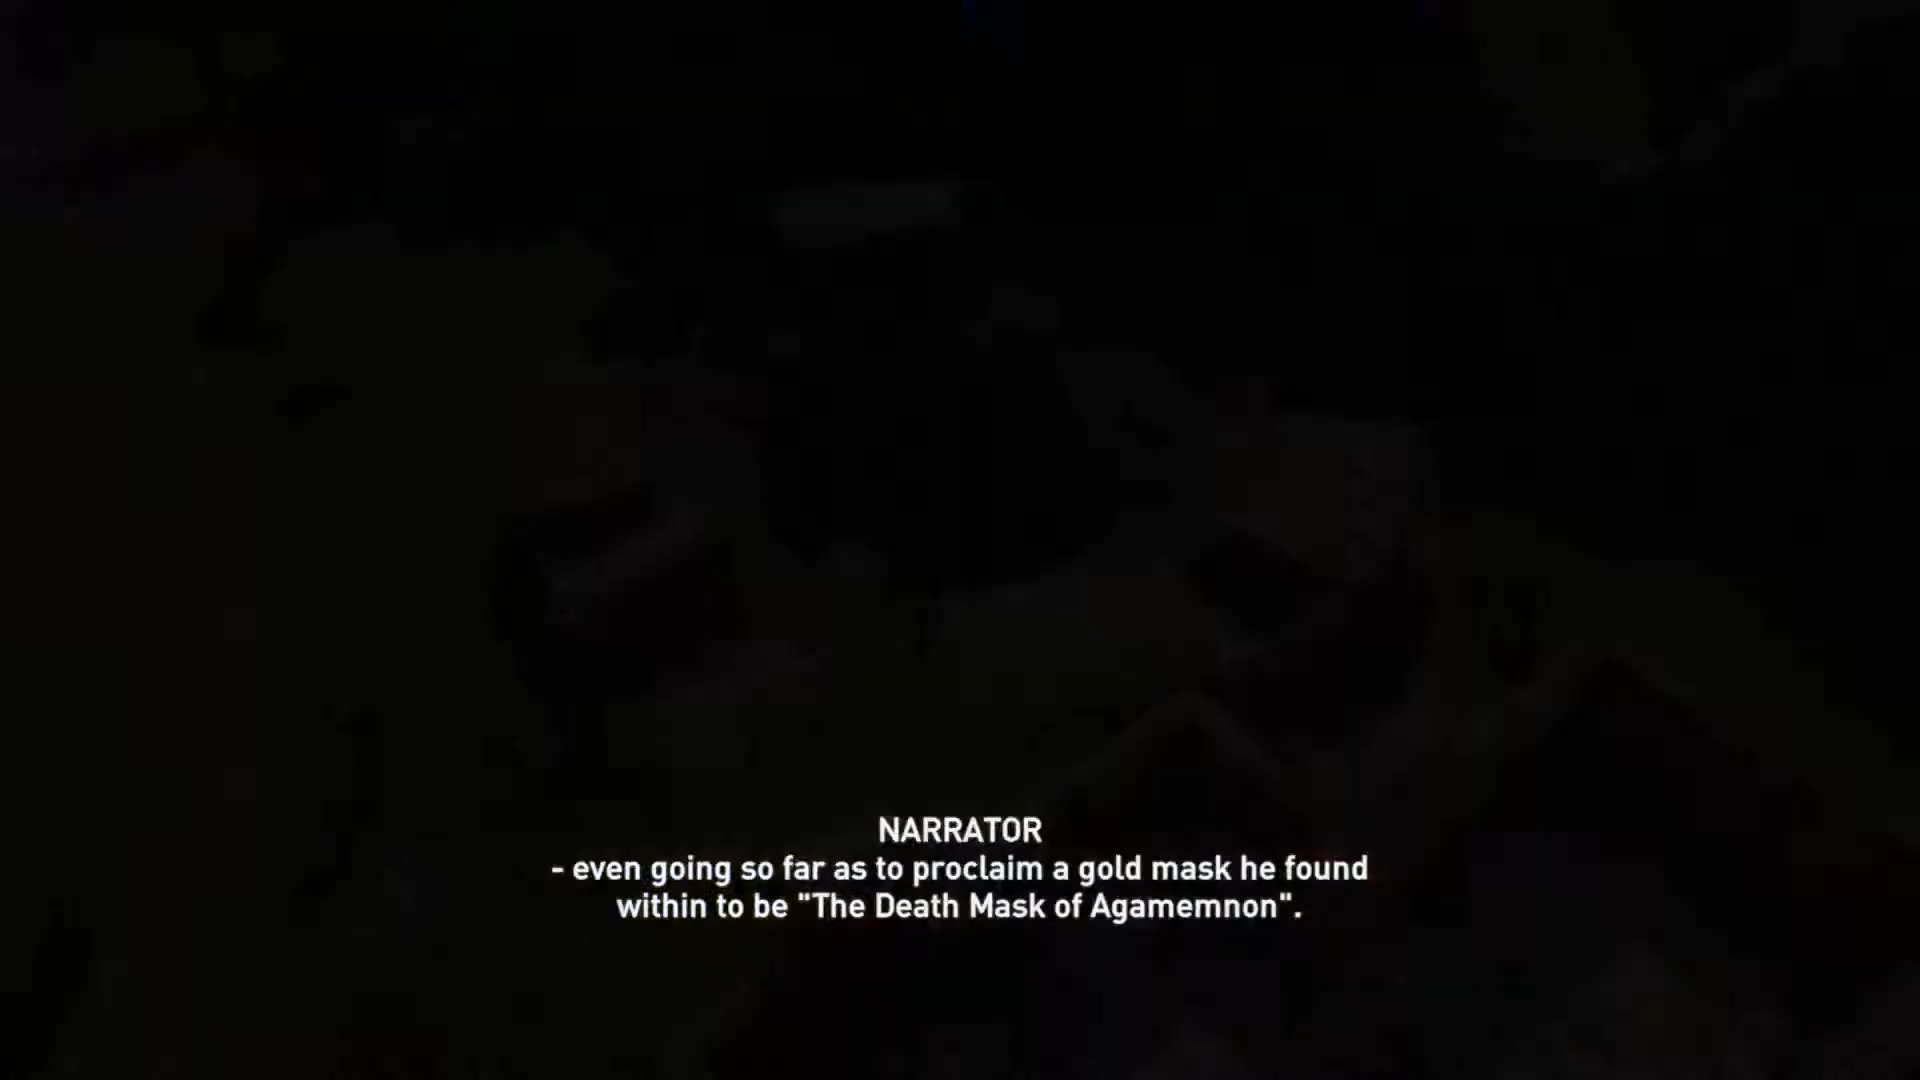 NARRATOR
- even going so far as to proclaim a gold mask he found
within to be "The Death Mask of Agamemnon".